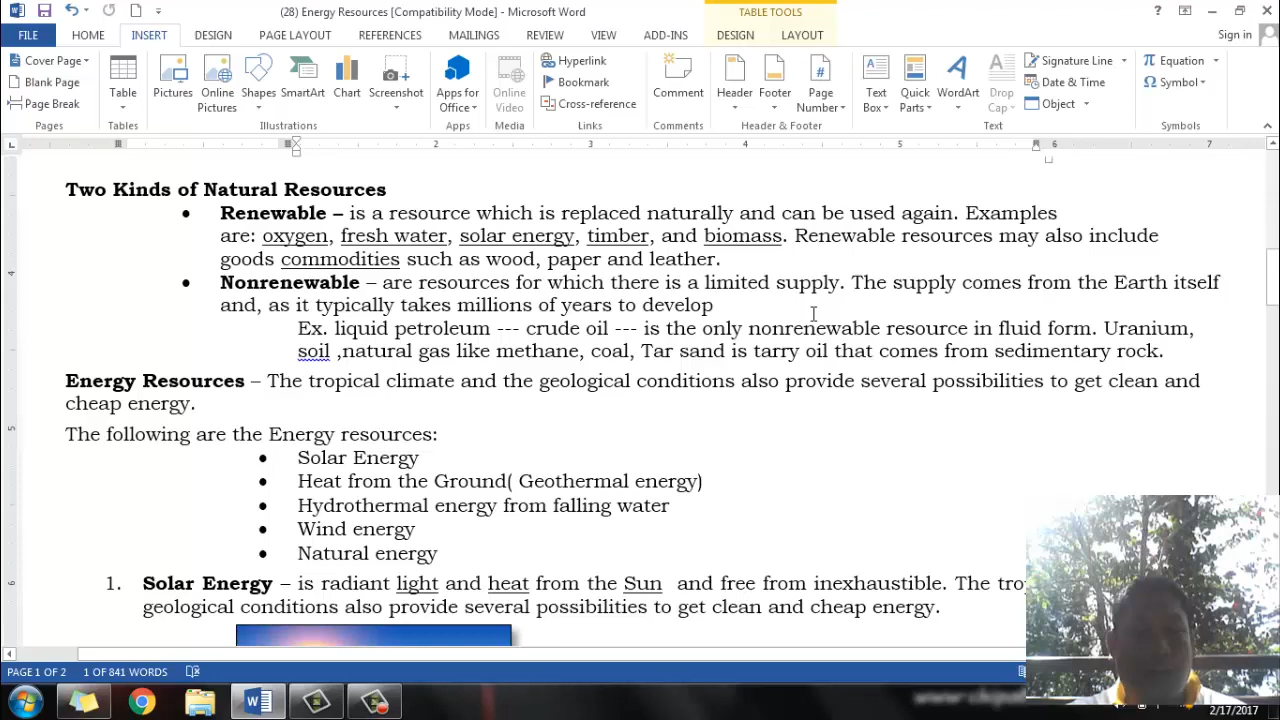 (28) Energy Resources [Compatibility Mode] - Microsoft Word
TABLE TOOLS
FILE HOME INSERT DESIGN PAGE LAYOUT REFERENCES MAILINGS REVIEW VIEW ADD-INS DESIGN LAYOUT Sign in
Cover Page
Blank Page
Page Break
Pages
Table
Tables
Pictures
Online Pictures
Shapes
SmartArt
Chart
Screenshot
Illustrations
Apps for Office
Apps
Online Video
Media
Hyperlink
Bookmark
Cross-reference
Links
Comment
Comments
Header
Footer
Page Number
Header & Footer
Text Box
Quick Parts
WordArt
Drop Cap
Signature Line
Date & Time
Object
Text
Equation
Symbol
Symbols
2 3 4 5 6 7
Two Kinds of Natural Resources
• Renewable – is a resource which is replaced naturally and can be used again. Examples
are: oxygen, fresh water, solar energy, timber, and biomass. Renewable resources may also include
goods commodities such as wood, paper and leather.
• Nonrenewable – are resources for which there is a limited supply. The supply comes from the Earth itself
and, as it typically takes millions of years to develop
Ex. liquid petroleum --- crude oil --- is the only nonrenewable resource in fluid form. Uranium,
soil ,natural gas like methane, coal, Tar sand is tarry oil that comes from sedimentary rock.
Energy Resources – The tropical climate and the geological conditions also provide several possibilities to get clean and
cheap energy.
The following are the Energy resources:
• Solar Energy
• Heat from the Ground( Geothermal energy)
• Hydrothermal energy from falling water
• Wind energy
• Natural energy
1. Solar Energy – is radiant light and heat from the Sun and free from inexhaustible. The
geological conditions also provide several possibilities to get clean and cheap energy.
4
5
6
PAGE 1 OF 2 1 OF 841 WORDS
2/17/2017